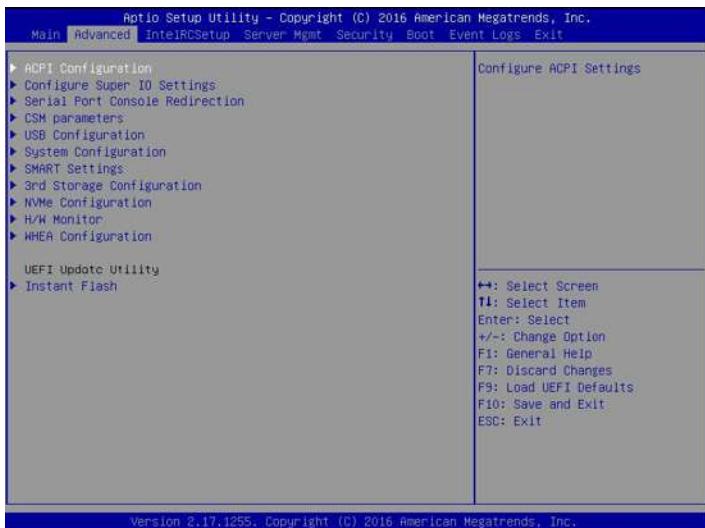 Aptio Setup Utility – Copyright (C) 2016 American Megatrends, Inc.
Main Advanced IntelRCSetup Server Mgmt Security Boot Event Logs Exit
ACPI Configuration
Configure Super IO Settings
Serial Port Console Redirection
CSM parameters
USB Configuration
System Configuration
SMART Settings
3rd Storage Configuration
NVMe Configuration
H/W Monitor
WHEA Configuration
UEFI Update Utility
Instant Flash
Configure ACPI Settings
↔: Select Screen
↑↓: Select Item
Enter: Select
+/-: Change Option
F1: General Help
F7: Discard Changes
F9: Load UEFI Defaults
F10: Save and Exit
ESC: Exit
Version 2.17.1255. Copyright (C) 2016 American Megatrends, Inc.